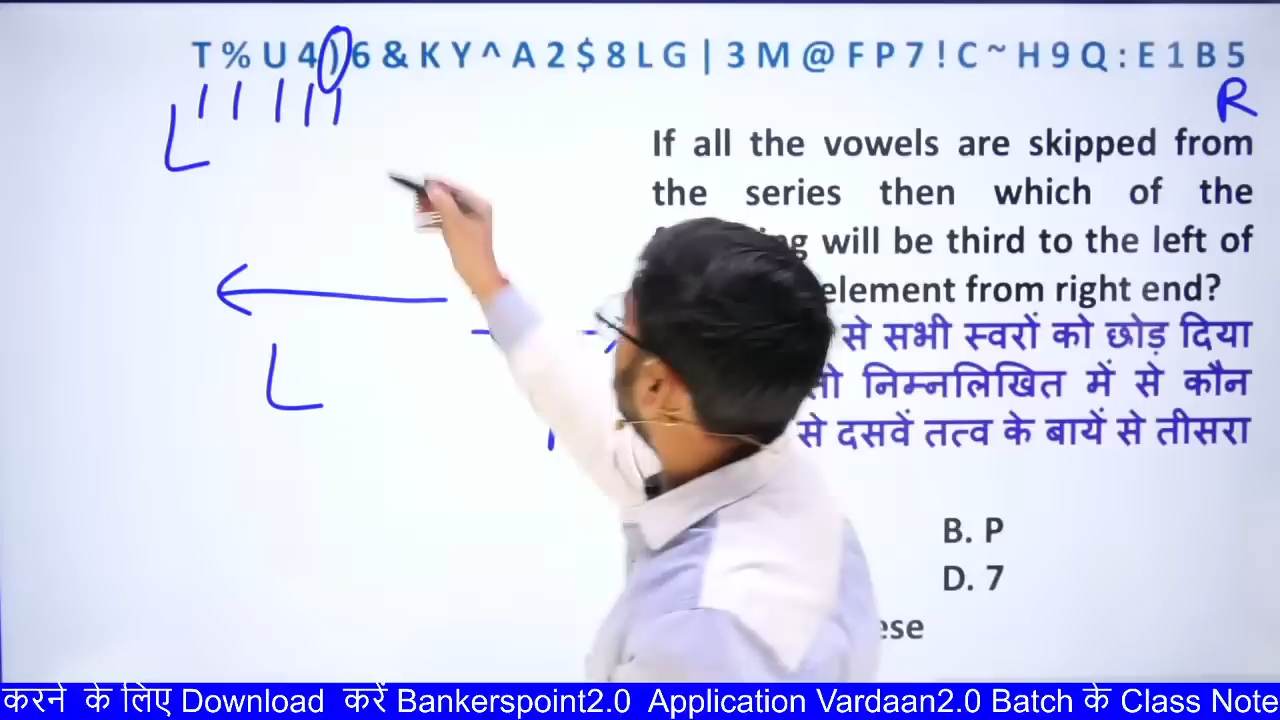 T % U 4 ) 6 & K Y ^ A 2 $ 8 L G | 3 M @ F P 7 ! C ~ H 9 Q : E 1 B 5
L
R
If all the vowels are skipped from
the series then which of the
will be third to the left of
element from right end?
से सभी स्वरों को छोड़ दिया
निम्नलिखित में से कौन
से दसवें तत्व के बायें से तीसरा
L
B. P
D. 7
करने के लिए Download करें Bankerspoint2.0 Application Vardaan2.0 Batch के Class Note